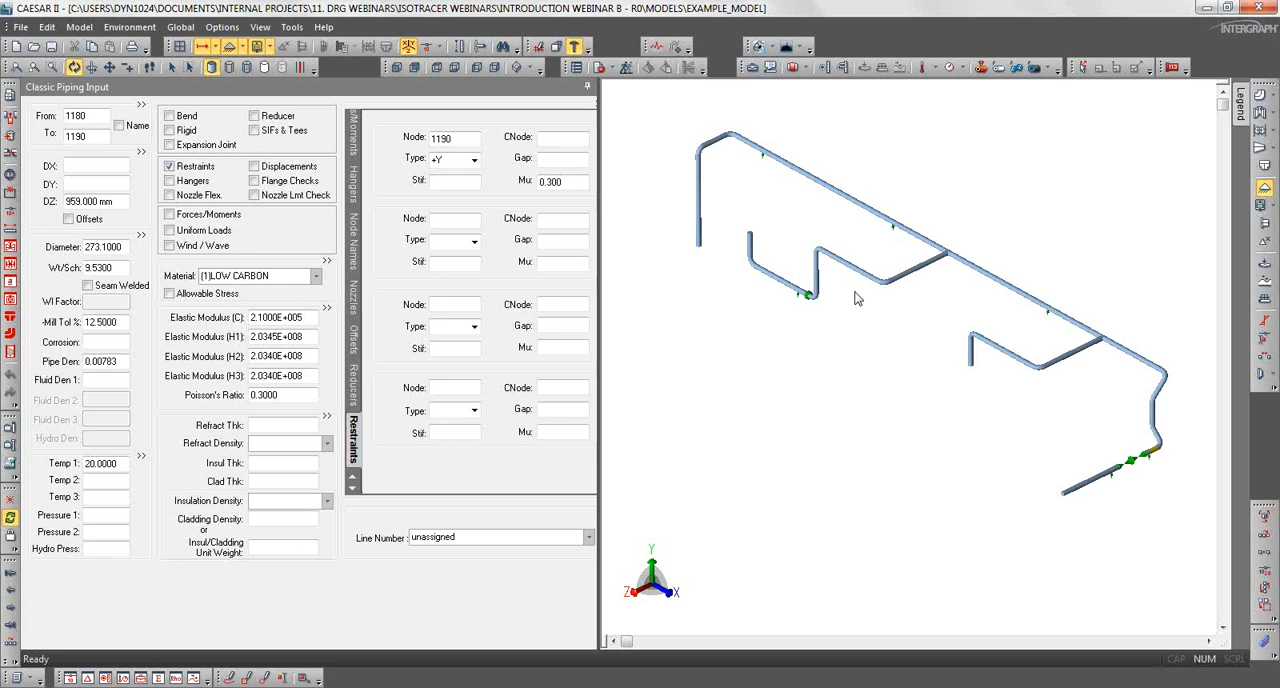 CAESAR II - [C:\USERS\DYN1024\DOCUMENTS\INTERNAL PROJECTS\11. DRG WEBINARS\ISOTRACER WEBINARS\INTRODUCTION WEBINAR B - R0\MODELS\EXAMPLE_MODEL]
File Edit Model Environment Global Options View Tools Help
INTERGRAPH
Classic Piping Input
From: 1180
To: 1190
Name
DX:
DY:
DZ: 959.000 mm
Offsets
Diameter: 273.1000
Wt/Sch: 9.5300
Seam Welded
Wl Factor:
-Mill Tol %: 12.5000
Corrosion:
Pipe Den: 0.00783
Fluid Den 1:
Fluid Den 2:
Fluid Den 3:
Hydro Den:
Temp 1: 20.0000
Temp 2:
Temp 3:
Pressure 1:
Pressure 2:
Hydro Press:
>>
>>
>>
>>
>>
Bend Reducer
Rigid SIFs & Tees
Expansion Joint
Restraints Displacements
Hangers Flange Checks
Nozzle Flex. Nozzle Lmt Check
Forces/Moments
Uniform Loads
Wind / Wave
>>
Material: (1)LOW CARBON
Allowable Stress
>>
Elastic Modulus (C): 2.1000E+005
Elastic Modulus (H1): 2.0345E+008
Elastic Modulus (H2): 2.0340E+008
Elastic Modulus (H3): 2.0340E+008
Poisson's Ratio: 0.3000
>>
Refract Thk:
Refract Density:
Insul Thk:
Clad Thk:
Insulation Density:
Cladding Density:
or
Insul/Cladding
Unit Weight:
s/Moments
Hangers
Node Names
Nozzles
Offsets
Reducers
Restraints
Node: 1190 CNode:
Type: +Y Gap:
Stif: Mu: 0.300
Node: CNode:
Type: Gap:
Stif: Mu:
Node: CNode:
Type: Gap:
Stif: Mu:
Node: CNode:
Type: Gap:
Stif: Mu:
Line Number: unassigned
Legend
Y
Z
X
Ready
CAP NUM SCRL